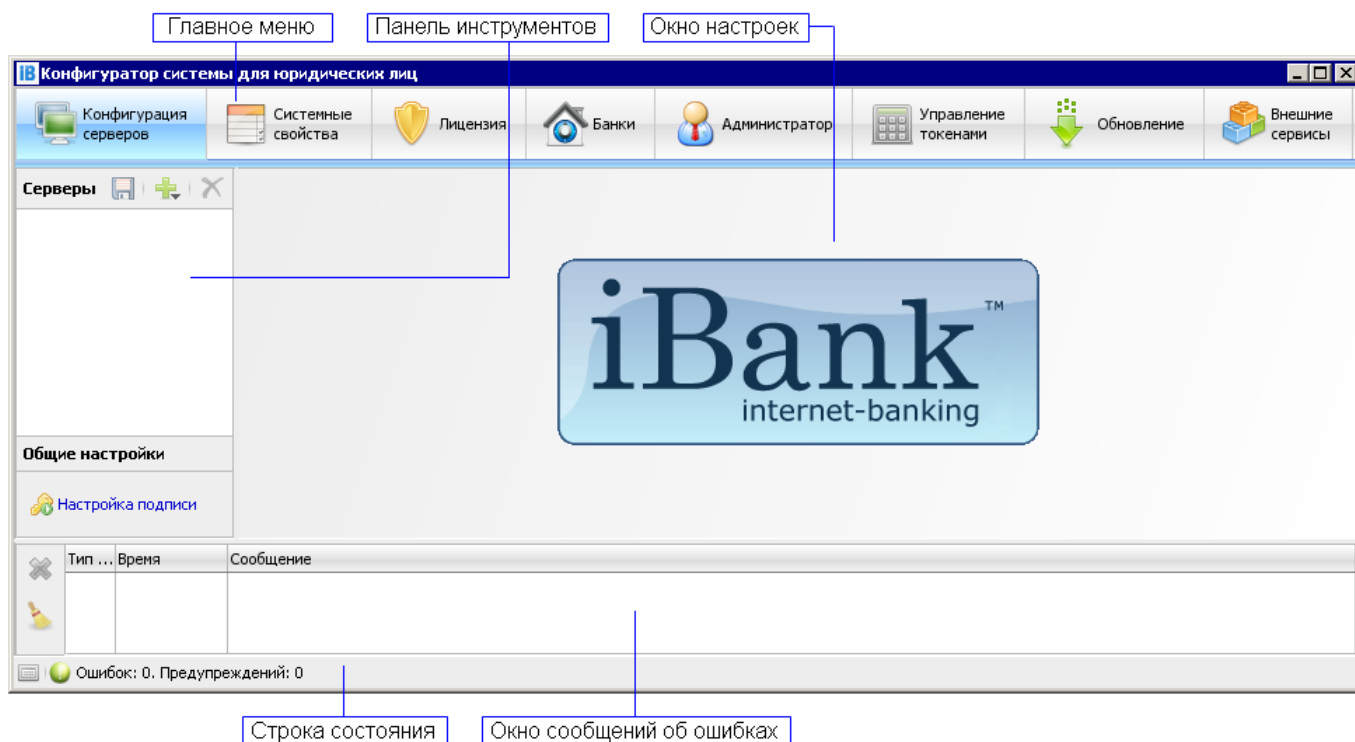 Главное меню
Панель инструментов
Окно настроек
iB Конфигуратор системы для юридических лиц
Конфигурация
серверов
Системные
свойства
Лицензия
Банки
Администратор
Управление
токенами
Обновление
Внешние
сервисы
Серверы
iBank™
internet-banking
Общие настройки
Настройка подписи
Тип ... Время Сообщение
Ошибок: 0. Предупреждений: 0
Строка состояния
Окно сообщений об ошибках